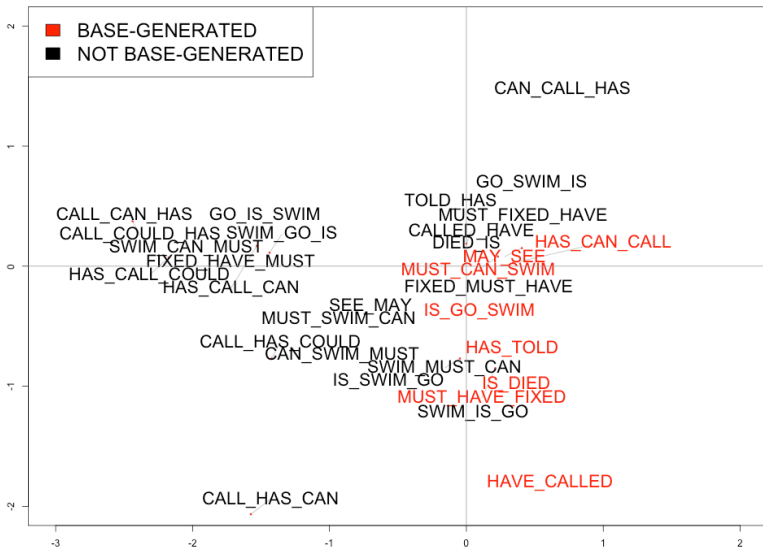 BASE-GENERATED
NOT BASE-GENERATED
CAN_CALL_HAS
GO_SWIM_IS
TOLD_HAS
CALL_CAN_HAS GO_IS_SWIM MUST_FIXED_HAVE
CALL_COULD_HAS SWIM_GO_IS CALLED_HAVE
DIED_IS HAS_CAN_CALL
SWIM_CAN_MUST MAY_SEE
FIXED_HAVE_MUST MUST_CAN_SWIM
HAS_CALL_COULD
HAS_CALL_CAN FIXED_MUST_HAVE
SEE_MAY IS_GO_SWIM
MUST_SWIM_CAN
CALL_HAS_COULD HAS_TOLD
CAN_SWIM_MUST
SWIM_MUST_CAN
IS_SWIM_GO IS_DIED
MUST_HAVE_FIXED
SWIM_IS_GO
HAVE_CALLED
CALL_HAS_CAN
2
1
0
-1
-2
-3 -2 -1 0 1 2